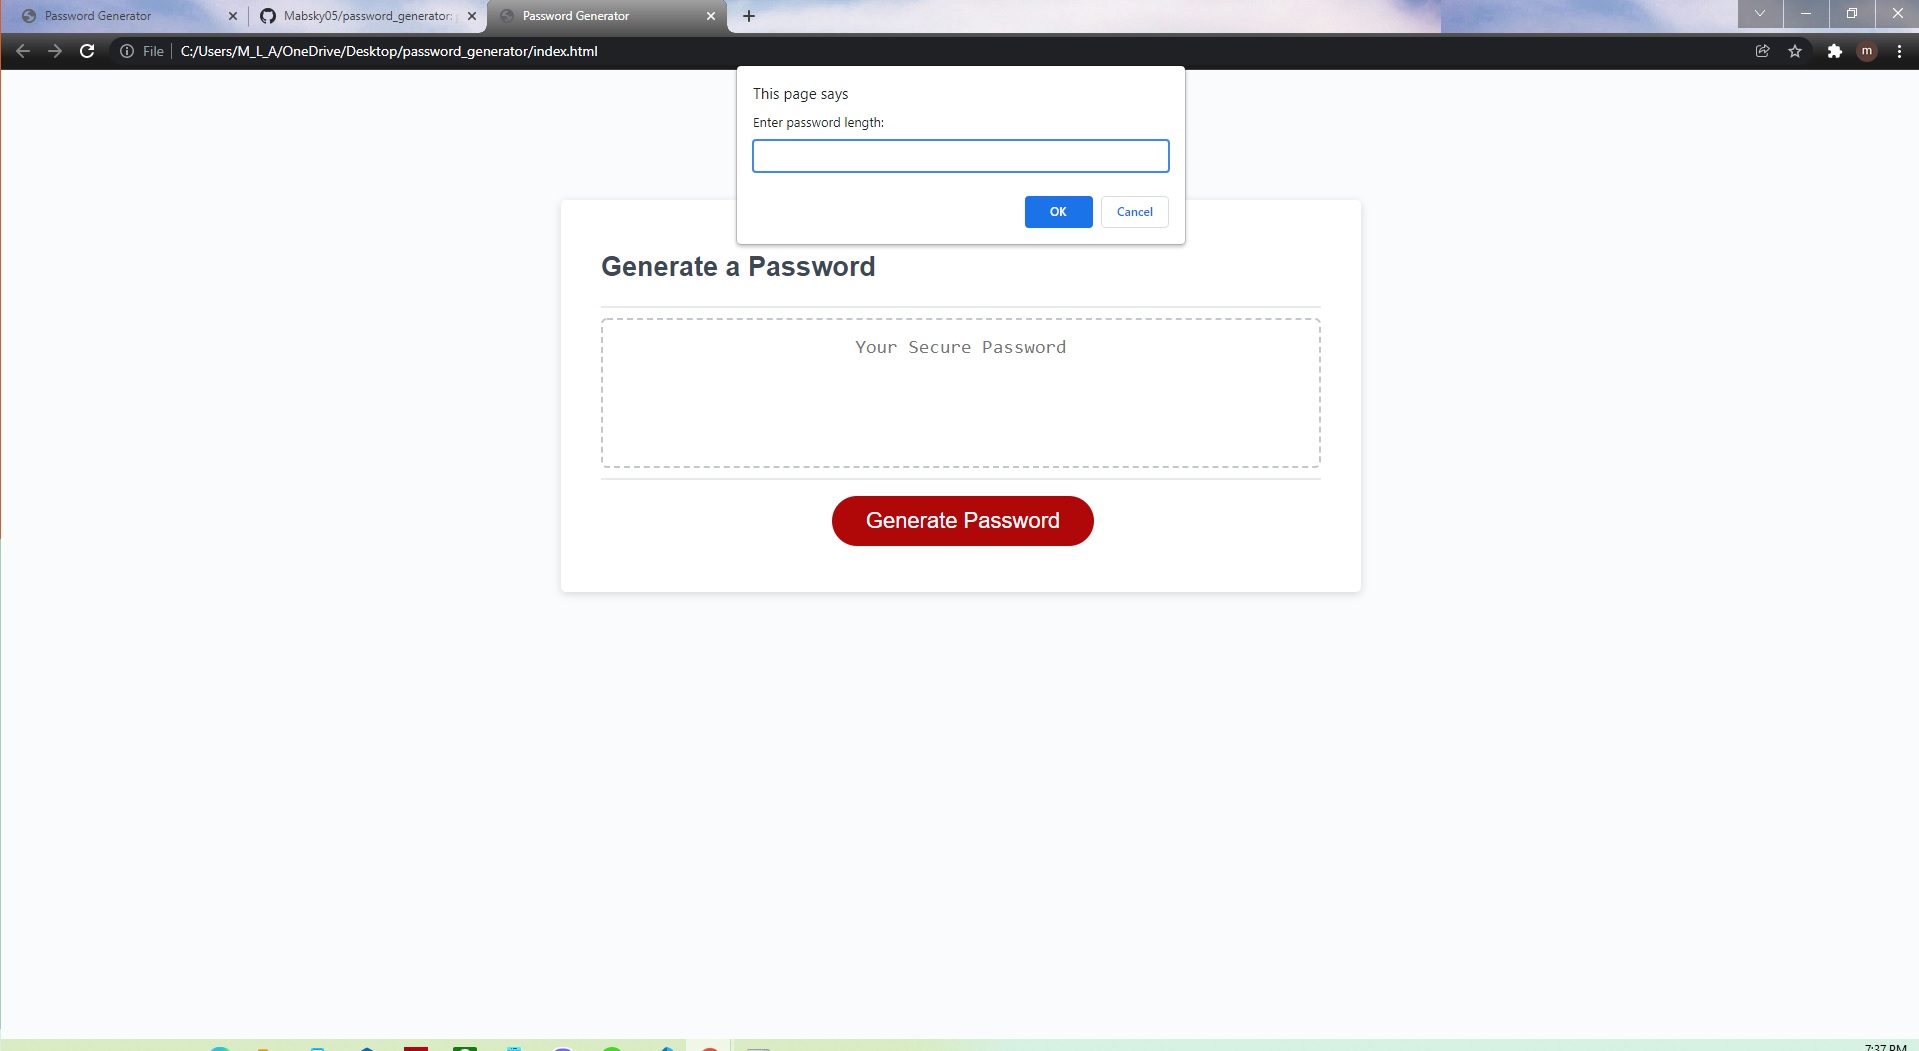 Password Generator
Mabsky05/password_generator:
Password Generator
File
C:/Users/M_L_A/OneDrive/Desktop/password_generator/index.html
m
This page says
Enter password length:
OK
Cancel
Generate a Password
Your Secure Password
Generate Password
7:37 PM